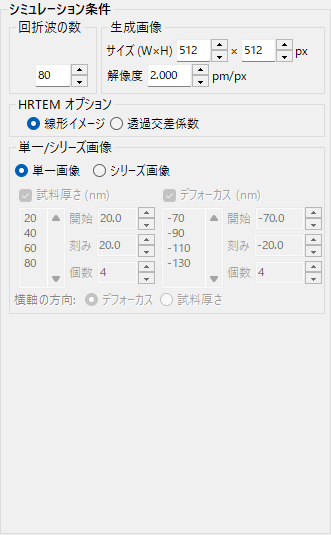 シミュレーション条件
回折波の数
80
生成画像
サイズ (W×H) 512 × 512 px
解像度 2.000 pm/px
HRTEM オプション
線形イメージ 透過交差係数
単一/シリーズ画像
単一画像 シリーズ画像
試料厚さ(nm)
20
40
60
80
開始 20.0
刻み 20.0
個数 4
デフォーカス (nm)
-70
-90
-110
-130
開始 -70.0
刻み -20.0
個数 4
横軸の方向: デフォーカス 試料厚さ